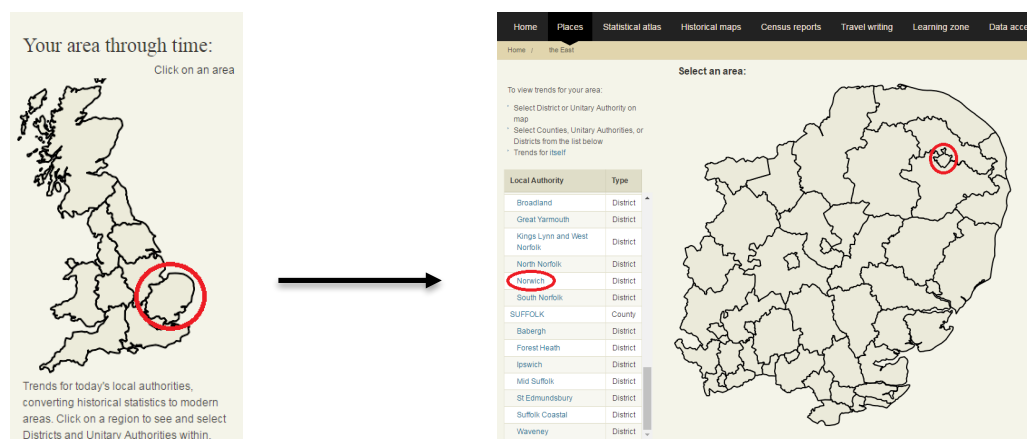 Your area through time:
Click on an area
Trends for today's local authorities,
converting historical statistics to modern
areas. Click on a region to see and select
Districts and Unitary Authorities within.
Home Places Statistical atlas Historical maps Census reports Travel writing Learning zone Data acce
Home / the East
Select an area:
To view trends for your area:
Select District or Unitary Authority on
map
Select Counties, Unitary Authorities, or
Districts from the list below
Trends for itself
Local Authority Type
Broadland District
Great Yarmouth District
Kings Lynn and West
Norfolk District
North Norfolk District
Norwich District
South Norfolk District
SUFFOLK County
Babergh District
Forest Heath District
Ipswich District
Mid Suffolk District
St Edmundsbury District
Suffolk Coastal District
Waveney District